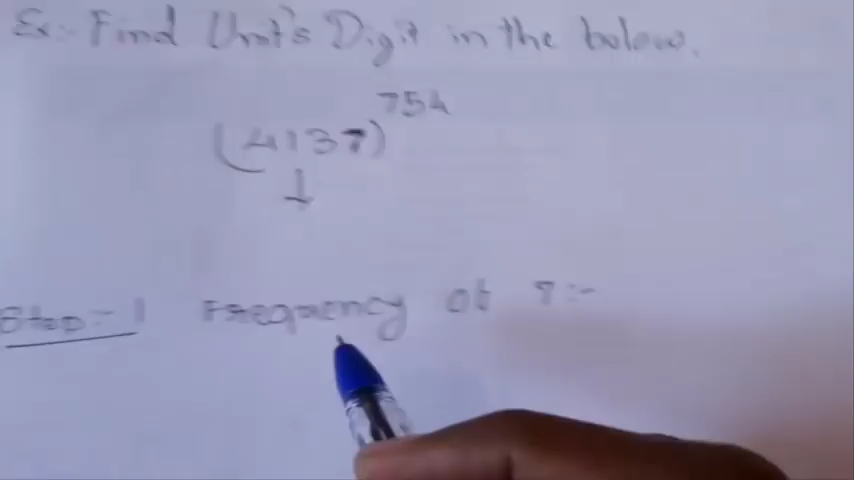 Ex:- Find Unit's Digit in the below.
(4137)^754
↓
Step:- 1 Frequency of 7:-